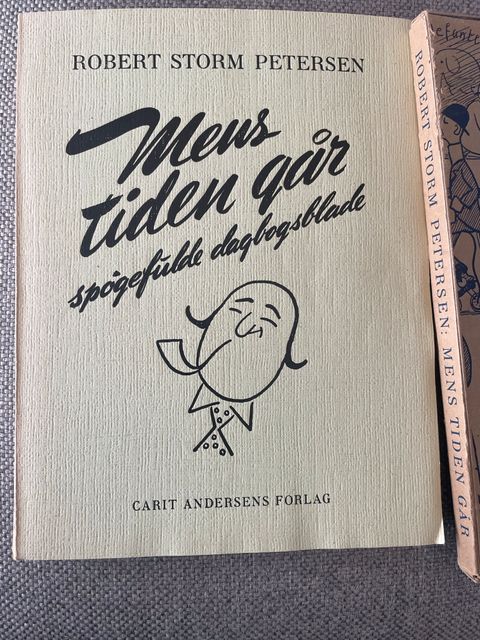 ROBERT STORM PETERSEN
Mens
tiden går
spøgefulde dagbogsblade
CARIT ANDERSENS FORLAG
ROBERT STORM PETERSEN: MENS TIDEN GÅR